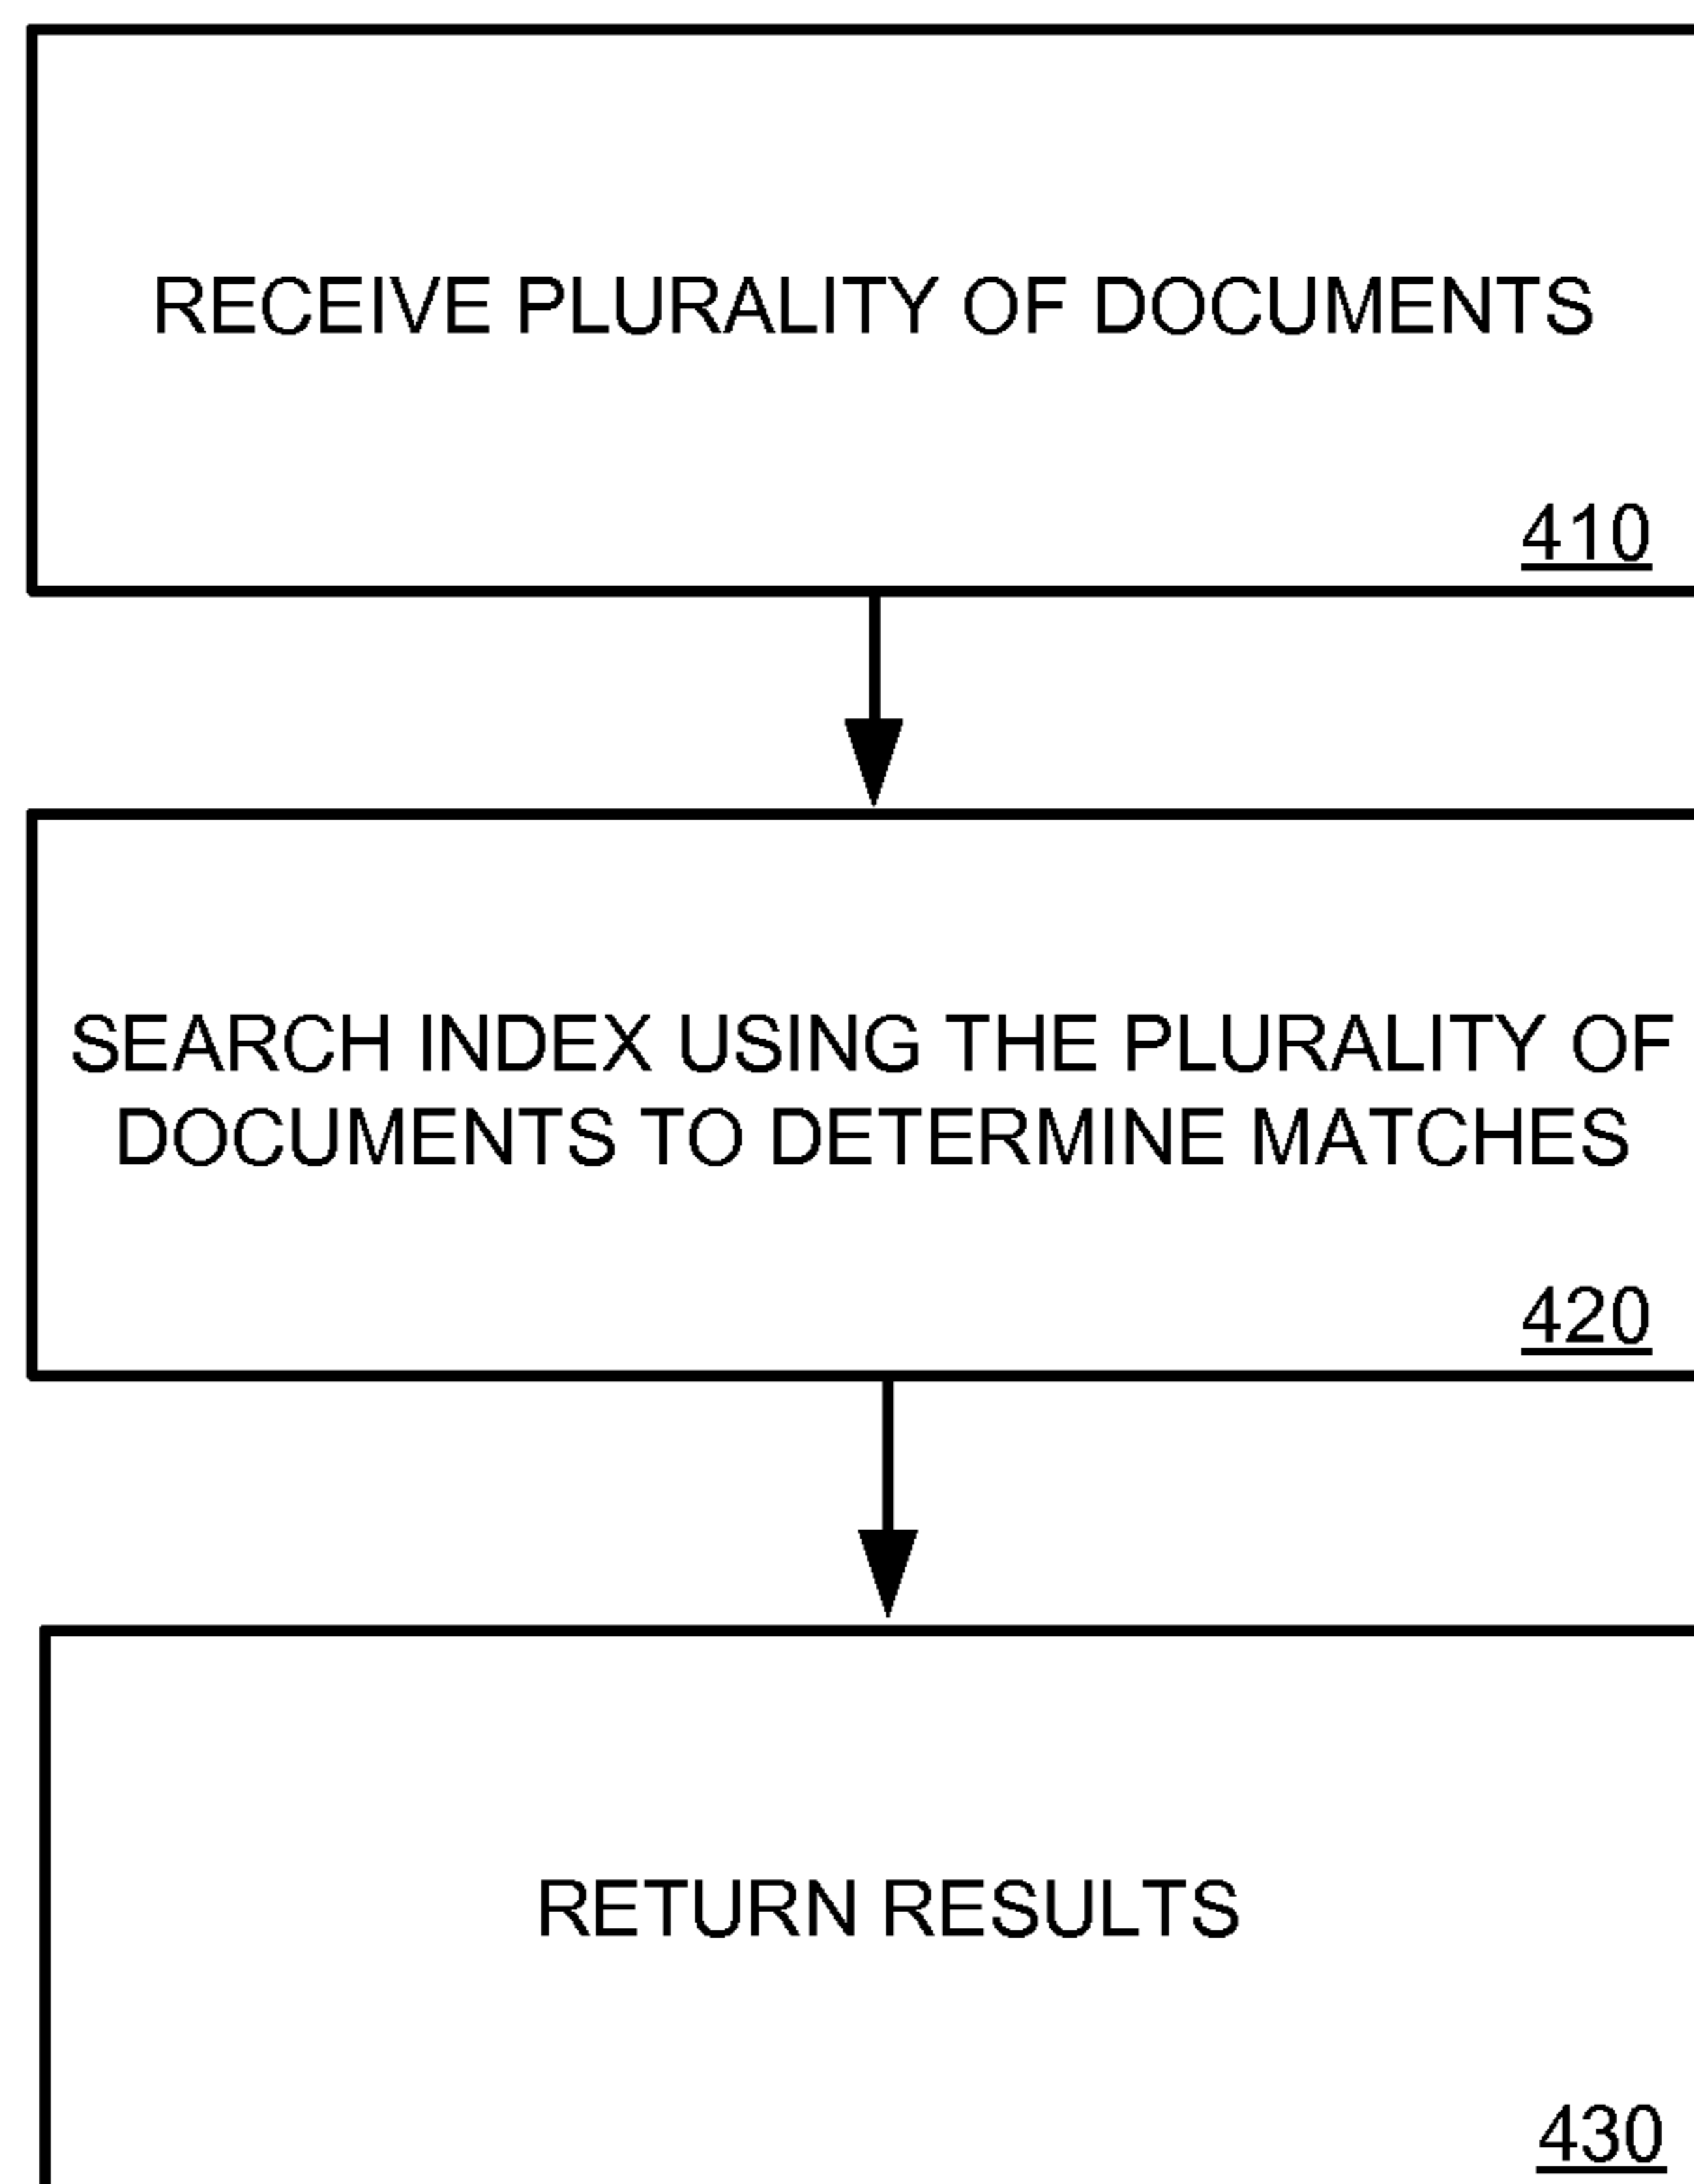 RECEIVE PLURALITY OF DOCUMENTS
410
SEARCH INDEX USING THE PLURALITY OF
DOCUMENTS TO DETERMINE MATCHES
420
RETURN RESULTS
430